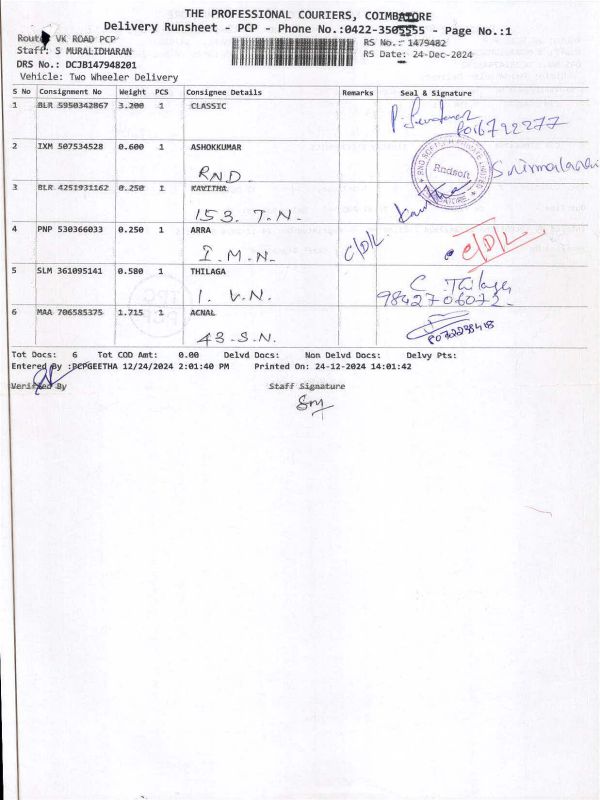 THE PROFESSIONAL COURIERS, COIMBATORE
Delivery Runsheet - PCP - Phone No.:0422-3505555 - Page No.:1
Route: VK ROAD PCP
RS No.: 1479482
Staff: S MURALIDHARAN
RS Date: 24-Dec-2024
DRS No.: DCJB147948201
Vehicle: Two Wheeler Delivery
S No Consignment No Weight PCS Consignee Details Remarks Seal & Signature
1 BLR 5950342867 3.200 1 CLASSIC
2 IXM 507534528 0.600 1 ASHOKKUMAR
RND. Rndsoft
3 BLR 4251931162 0.250 1 KAVITHA
153. T.N.
4 PNP 530366033 0.250 1 ARRA
I.M.N. C/D/L C/D/L
5 SLM 361095141 0.580 1 THILAGA C. Thilaga
1. V.N. 9842706072
6 MAA 706585375 1.715 1 ACNAL
43.S.N. 8072238418
Tot Docs: 6 Tot COD Amt: 0.00 Delvd Docs: Non Delvd Docs: Delvy Pts:
Entered By :PCPGEETHA 12/24/2024 2:01:40 PM Printed On: 24-12-2024 14:01:42
Verified By Staff Signature